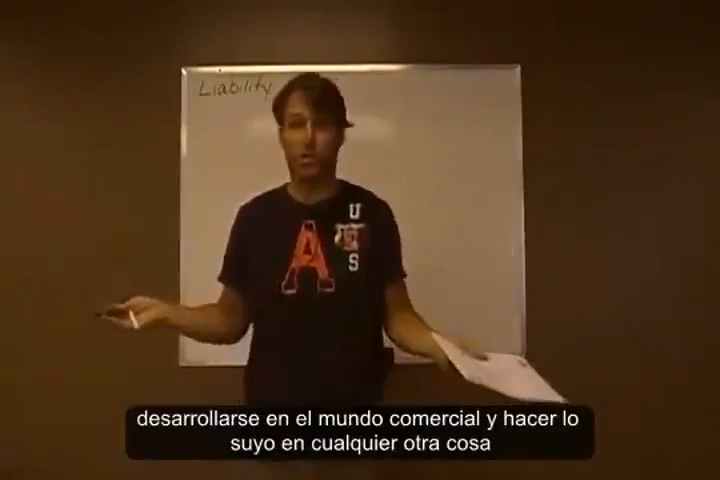 Liability
U
A
S
desarrollarse en el mundo comercial y hacer lo
suyo en cualquier otra cosa